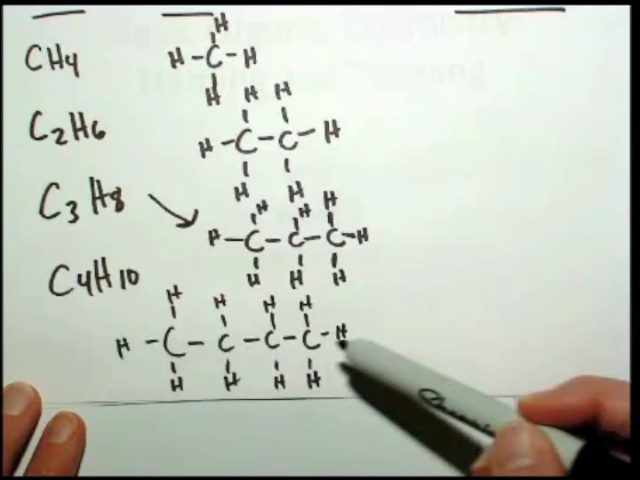 CH4
H
H-C-H
H
C2H6
H H
H-C-C-H
H H
C3H8
H H H
H-C-C-C-H
H H H
C4H10
H H H H
H-C-C-C-C-H
H H H H